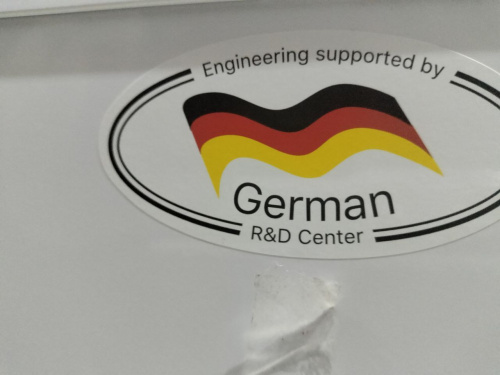 Engineering supported by
German
R&D Center